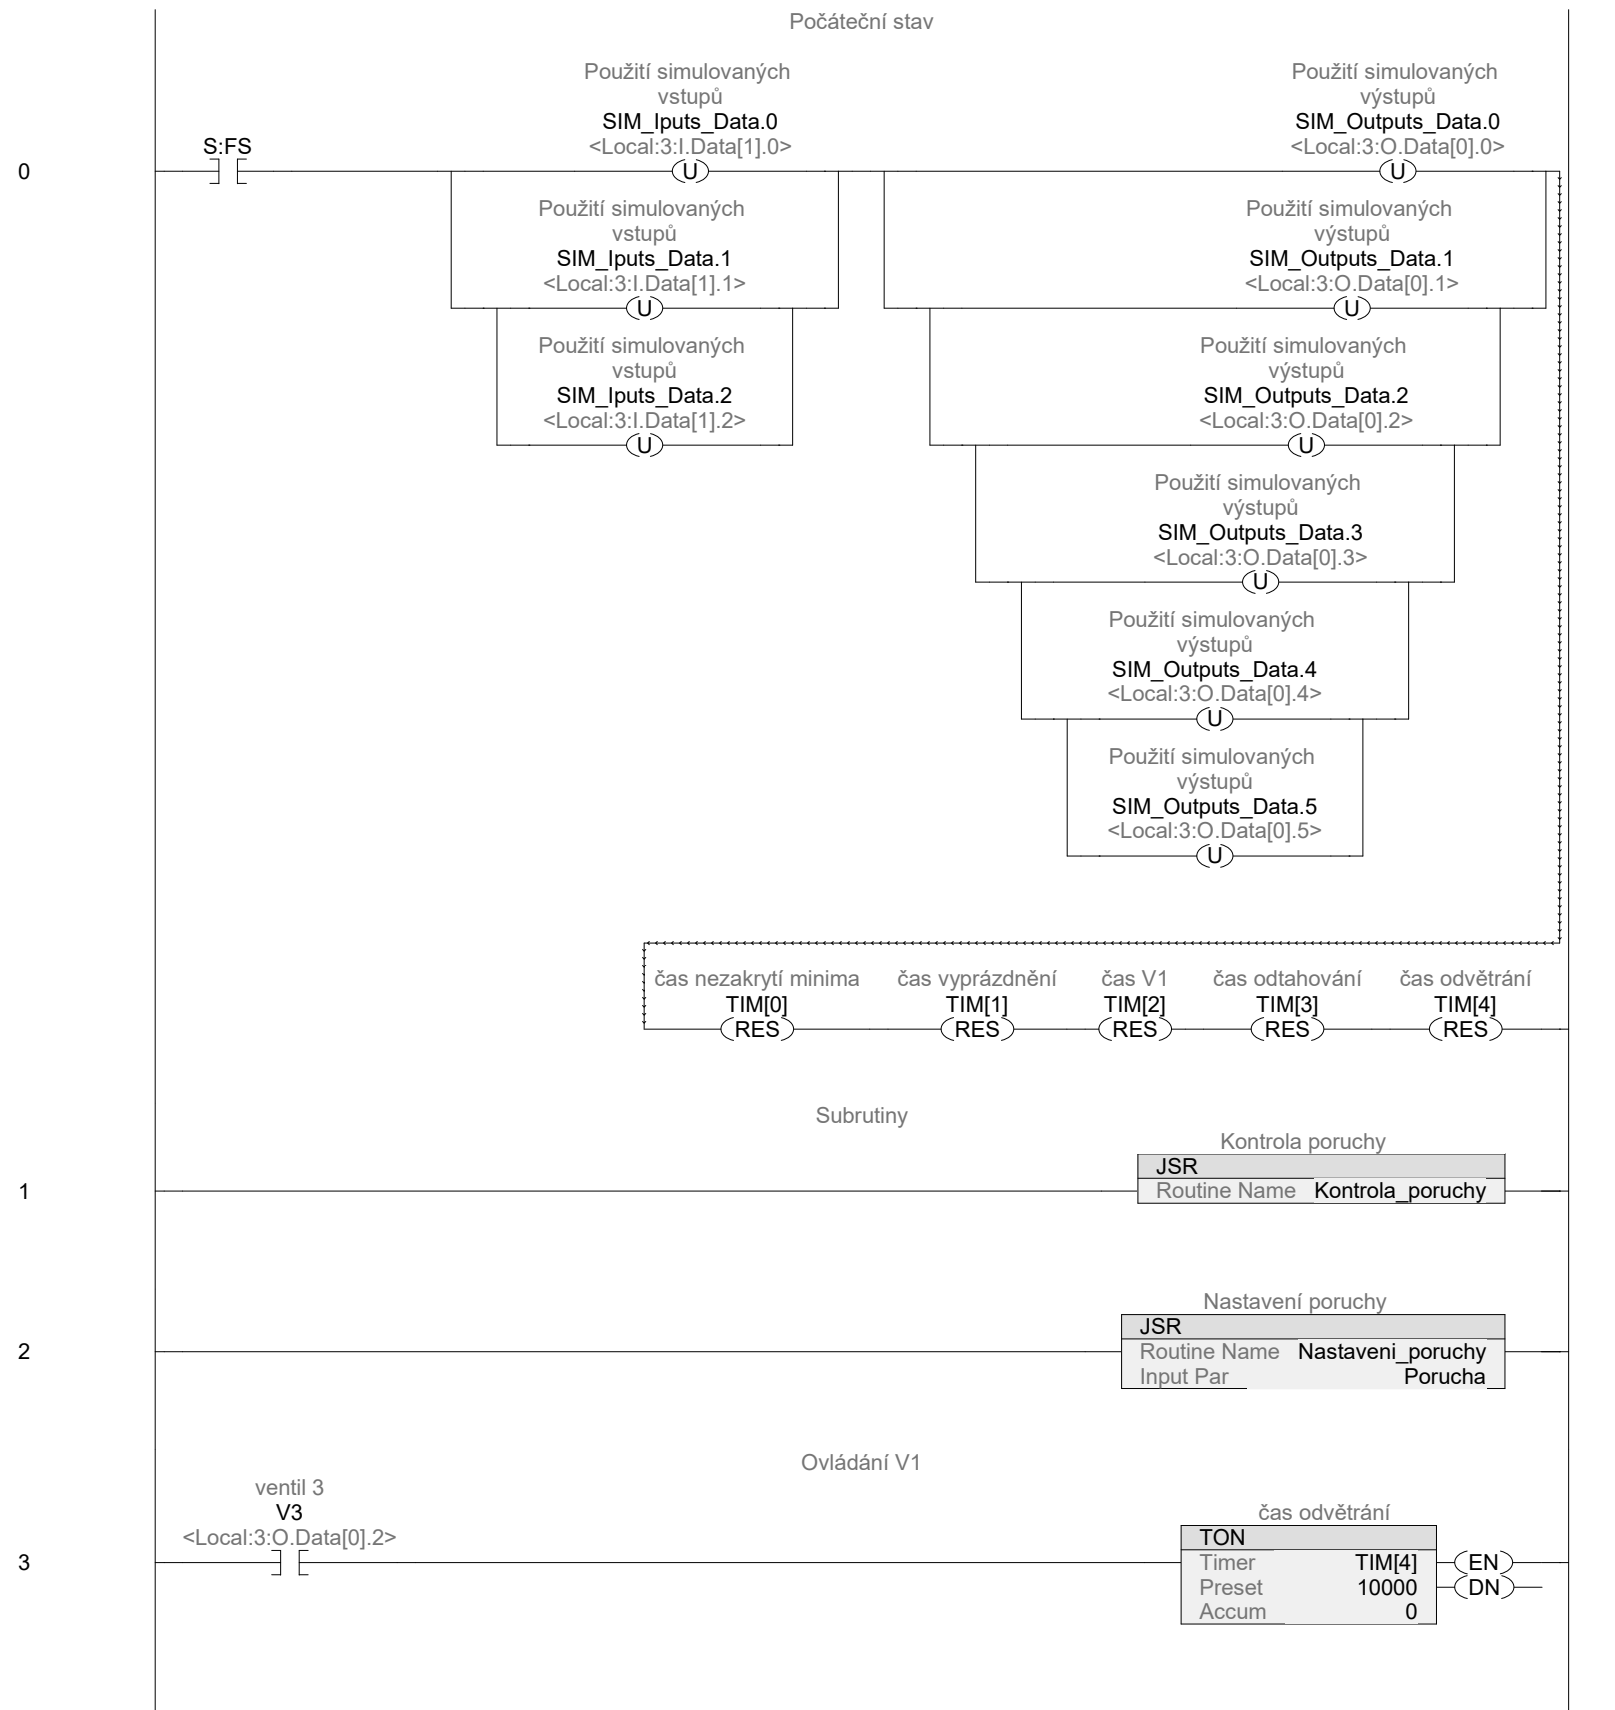 Počáteční stav
Použití simulovaných
vstupů
SIM_Iputs_Data.0
<Local:3:I.Data[1].0>
U
Použití simulovaných
výstupů
SIM_Outputs_Data.0
<Local:3:O.Data[0].0>
U
0
S:FS
Použití simulovaných
vstupů
SIM_Iputs_Data.1
<Local:3:I.Data[1].1>
U
Použití simulovaných
výstupů
SIM_Outputs_Data.1
<Local:3:O.Data[0].1>
U
Použití simulovaných
vstupů
SIM_Iputs_Data.2
<Local:3:I.Data[1].2>
U
Použití simulovaných
výstupů
SIM_Outputs_Data.2
<Local:3:O.Data[0].2>
U
Použití simulovaných
výstupů
SIM_Outputs_Data.3
<Local:3:O.Data[0].3>
U
Použití simulovaných
výstupů
SIM_Outputs_Data.4
<Local:3:O.Data[0].4>
U
Použití simulovaných
výstupů
SIM_Outputs_Data.5
<Local:3:O.Data[0].5>
U
čas nezakrytí minima
TIM[0]
RES
čas vyprázdnění
TIM[1]
RES
čas V1
TIM[2]
RES
čas odtahování
TIM[3]
RES
čas odvětrání
TIM[4]
RES
Subrutiny
1
Kontrola poruchy
JSR
Routine Name Kontrola_poruchy
2
Nastavení poruchy
JSR
Routine Name Nastaveni_poruchy
Input Par Porucha
Ovládání V1
3
ventil 3
V3
<Local:3:O.Data[0].2>
čas odvětrání
TON
Timer TIM[4]
Preset 10000
Accum 0
EN
DN